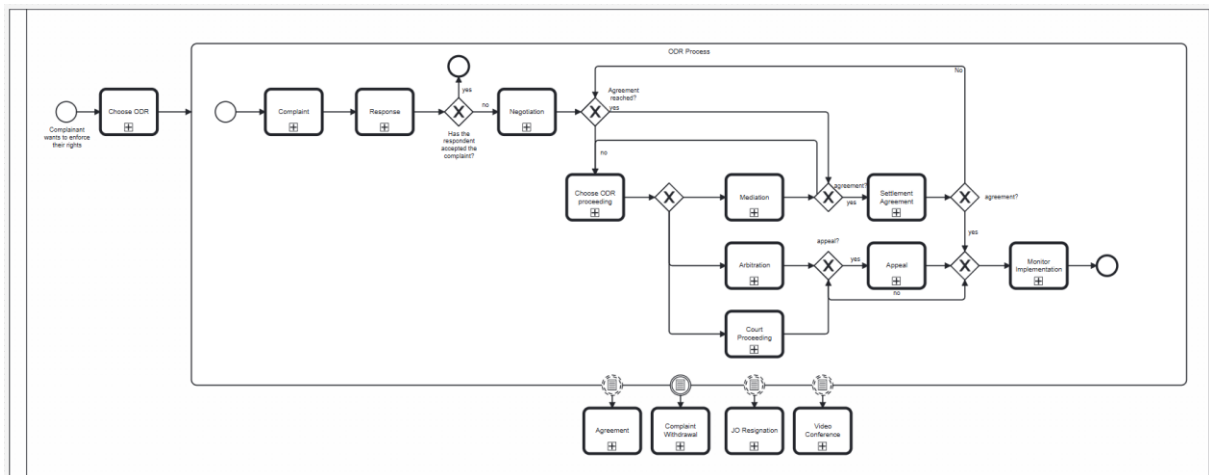 ODR Process
Complainant
wants to enforce
their rights
Choose ODR
Complaint
Response
yes
Has the
respondent
accepted the
complaint?
no
Negotiation
Agreement
reached?
yes
no
No
Choose ODR
proceeding
Mediation
agreement?
yes
Settlement
Agreement
agreement?
yes
Arbitration
appeal?
yes
Appeal
no
Monitor
Implementation
Court
Proceeding
Agreement
Complaint
Withdrawal
JO Resignation
Video
Conference